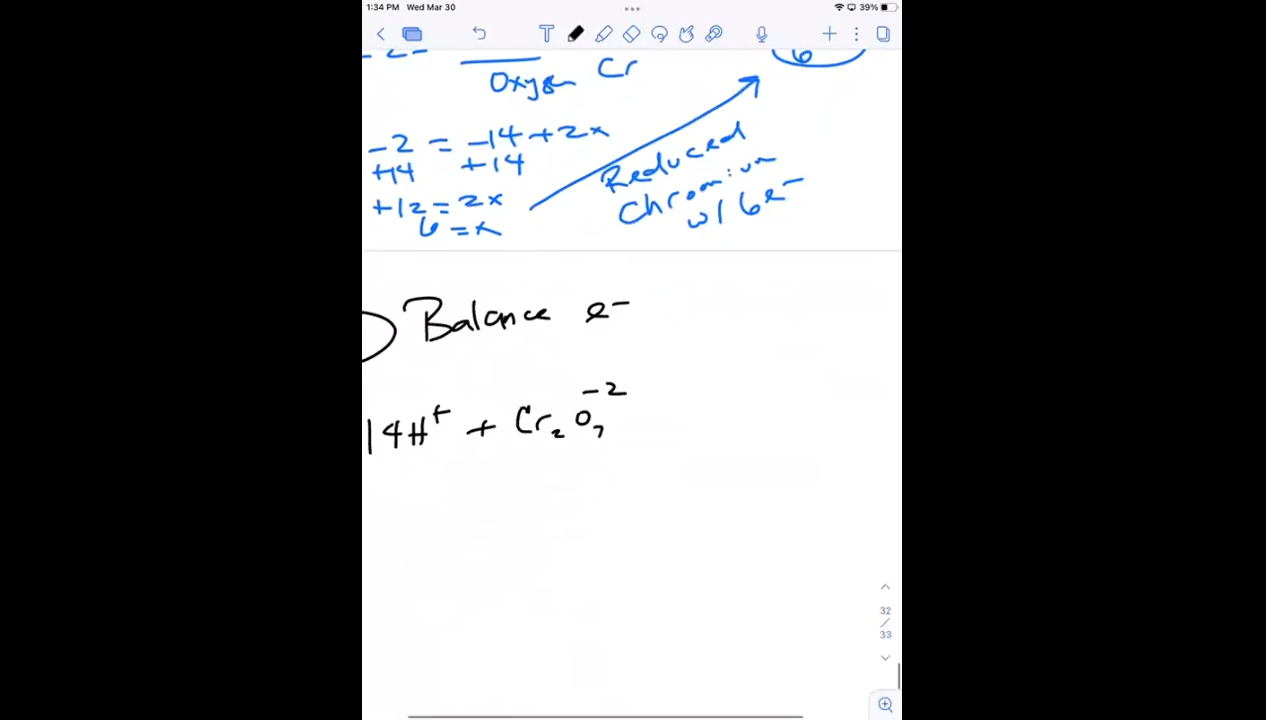 1:34 PM Wed Mar 30
39%
Oxygen Cr
6
-2 = -14 + 2x
+14 +14
+12 = 2x
6 = x
Reduced
Chromium
w/ 6e-
Balance e-
14H+ + Cr2O7-2
32
/
33